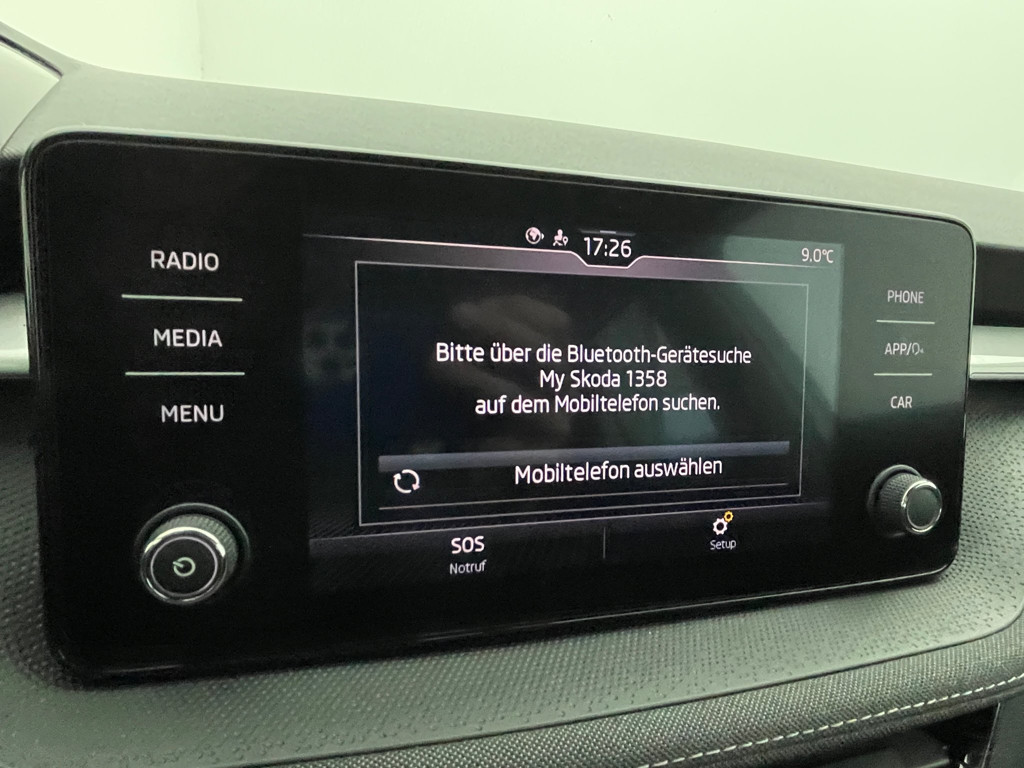 RADIO
MEDIA
MENU
17:26
9.0°C
Bitte über die Bluetooth-Gerätesuche
My Skoda 1358
auf dem Mobiltelefon suchen.
Mobiltelefon auswählen
SOS
Notruf
Setup
PHONE
APP/
CAR